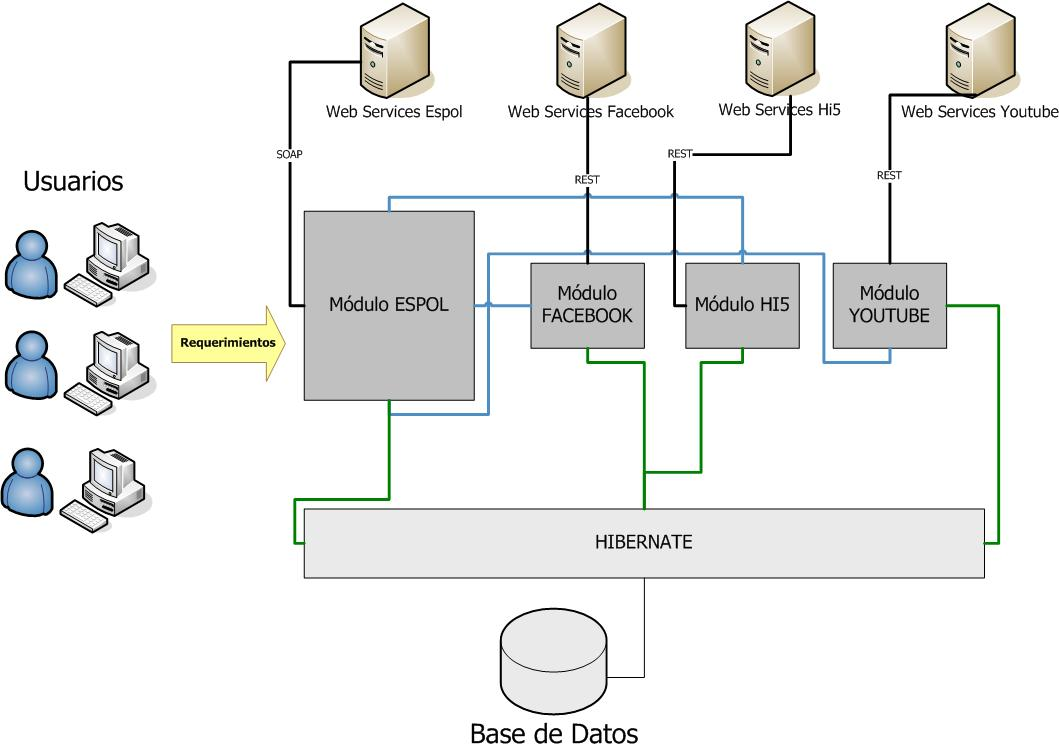 Web Services Espol
Web Services Facebook
Web Services Hi5
Web Services Youtube
SOAP
REST
REST
REST
Usuarios
Requerimientos
Módulo ESPOL
Módulo
FACEBOOK
Módulo HI5
Módulo
YOUTUBE
HIBERNATE
Base de Datos